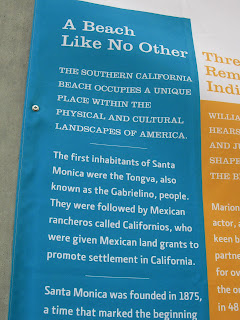 A Beach
Like No Other
THE SOUTHERN CALIFORNIA
BEACH OCCUPIES A UNIQUE
PLACE WITHIN THE
PHYSICAL AND CULTURAL
LANDSCAPES OF AMERICA.
The first inhabitants of Santa
Monica were the Tongva, also
known as the Gabrielino, people.
They were followed by Mexican
rancheros called Californios, who
were given Mexican land grants to
promote settlement in California.
Santa Monica was founded in 1875,
a time that marked the beginning
Thre
Rem
Indi
WILLIA
HEARS
AND J
SHAPE
THE B
Marion
actor, a
keen b
partne
for ove
the o
in 48